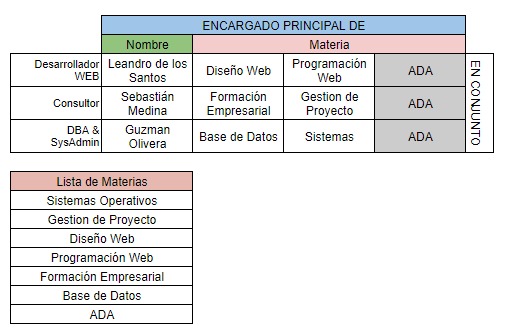 ENCARGADO PRINCIPAL DE
Nombre Materia
Desarrollador WEB Leandro de los Santos Diseño Web Programación Web ADA
Consultor Sebastián Medina Formación Empresarial Gestion de Proyecto ADA
DBA & SysAdmin Guzman Olivera Base de Datos Sistemas ADA
EN CONJUNTO
Lista de Materias
Sistemas Operativos
Gestion de Proyecto
Diseño Web
Programación Web
Formación Empresarial
Base de Datos
ADA